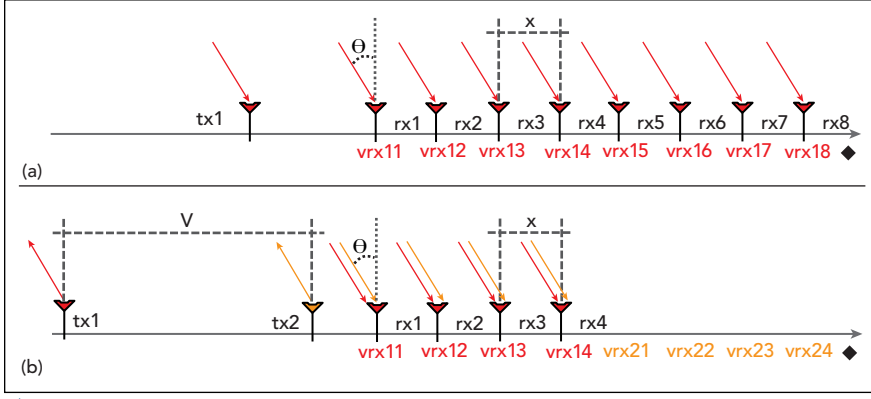 x
Θ
tx1 rx1 rx2 rx3 rx4 rx5 rx6 rx7 rx8
vrx11 vrx12 vrx13 vrx14 vrx15 vrx16 vrx17 vrx18
(a)
V x
Θ
tx1 tx2 rx1 rx2 rx3 rx4
vrx11 vrx12 vrx13 vrx14 vrx21 vrx22 vrx23 vrx24
(b)